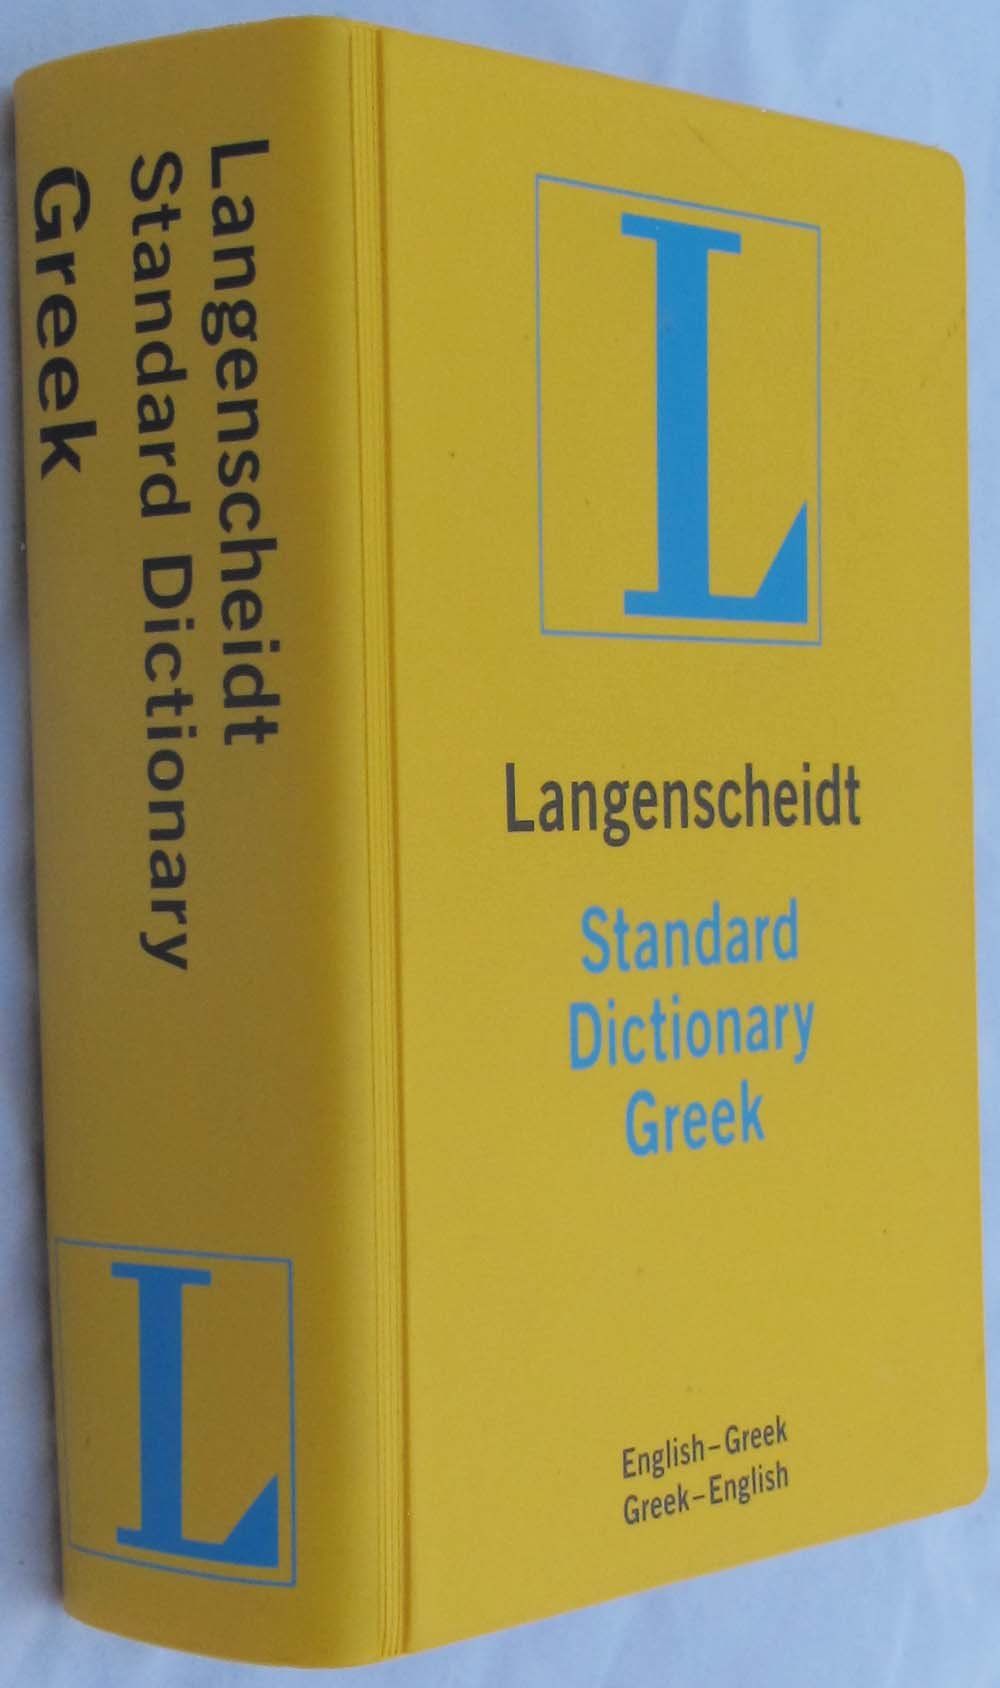 Langenscheidt
Standard Dictionary
Greek
L
L
Langenscheidt
Standard
Dictionary
Greek
English–Greek
Greek–English